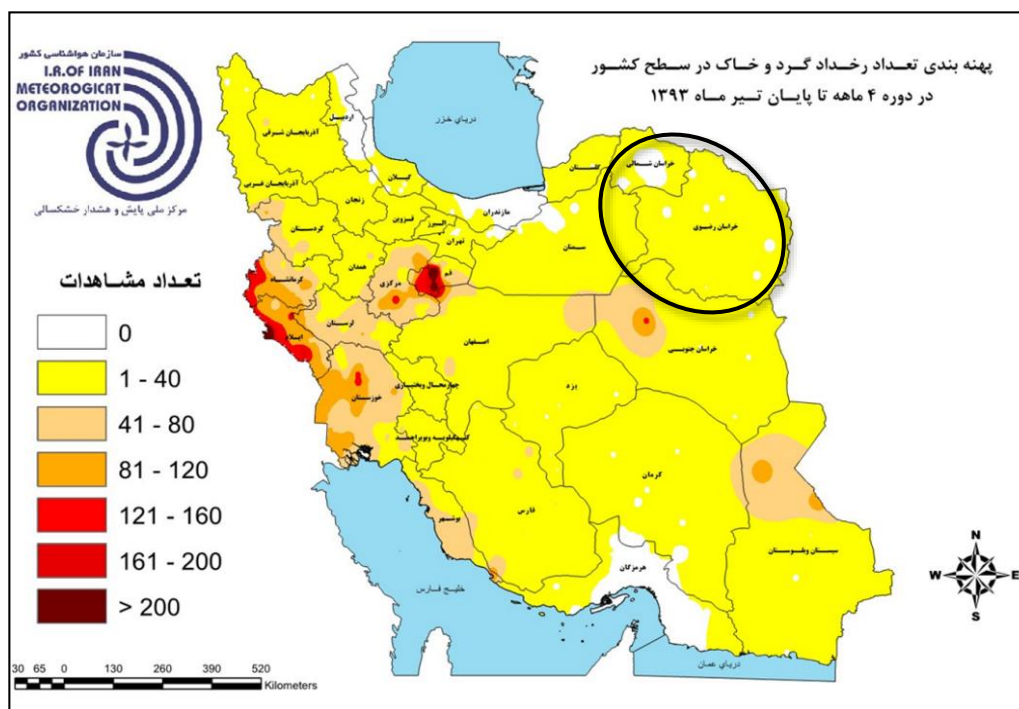 سازمان هواشناسی کشور
I.R.OF IRAN
METEOROGICAT
ORGANIZATION
مرکز ملی پایش و هشدار خشکسالی
پهنه بندی تعداد رخداد گرد و خاک در سطح کشور
در دوره ۴ ماهه تا پایان تیر ماه ۱۳۹۳
دریای خزر
اردبیل
آذربایجان شرقی
آذربایجان غربی
گیلان
زنجان
مازندران
گلستان
خراسان شمالی
خراسان رضوی
قزوین
البرز
تهران
سمنان
کردستان
همدان
قم
مرکزی
کرمانشاه
لرستان
ایلام
اصفهان
خراسان جنوبی
یزد
چهارمحال وبختیاری
خوزستان
کهگیلویه وبویراحمد
کرمان
فارس
بوشهر
سیستان وبلوچستان
هرمزگان
خلیج فارس
دریای عمان
تعداد مشاهدات
0
1 - 40
41 - 80
81 - 120
121 - 160
161 - 200
> 200
N
W
E
S
30 65 0 130 260 390 520
Kilometers